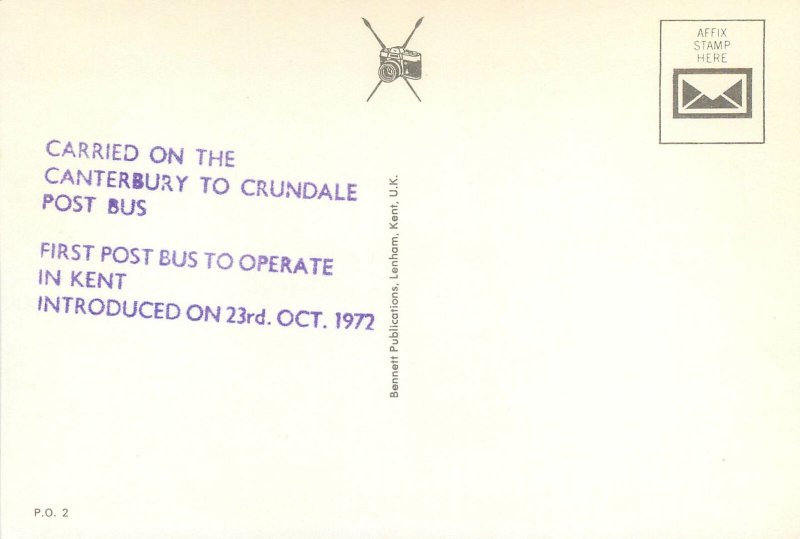 AFFIX
STAMP
HERE
CARRIED ON THE
CANTERBURY TO CRUNDALE
POST BUS
FIRST POST BUS TO OPERATE
IN KENT
INTRODUCED ON 23rd. OCT. 1972
Bennett Publications, Lenham, Kent, U.K.
P.O. 2